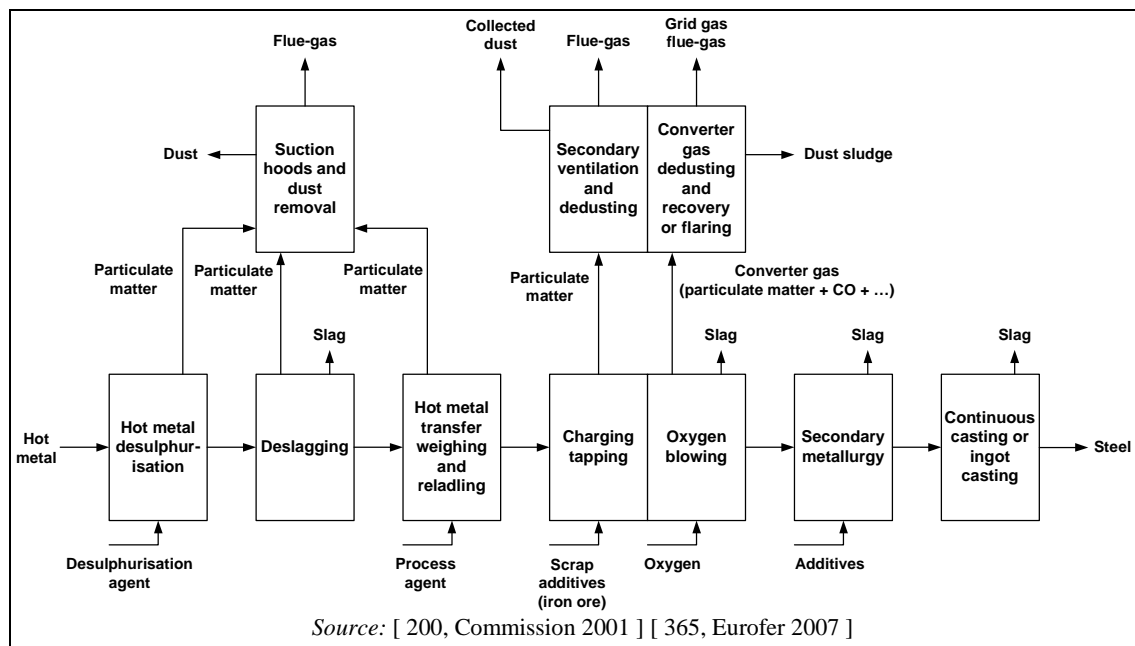 Collected
dust
Flue-gas
Flue-gas
Grid gas
flue-gas
Dust
Suction
hoods and
dust
removal
Secondary
ventilation
and
dedusting
Converter
gas
dedusting
and
recovery
or flaring
Dust sludge
Particulate
matter
Particulate
matter
Particulate
matter
Particulate
matter
Converter gas
(particulate matter + CO + …)
Slag
Slag
Slag
Slag
Hot
metal
Hot metal
desulphur-
isation
Deslagging
Hot metal
transfer
weighing
and
reladling
Charging
tapping
Oxygen
blowing
Secondary
metallurgy
Continuous
casting or
ingot
casting
Steel
Desulphurisation
agent
Process
agent
Scrap
additives
(iron ore)
Oxygen
Additives
Source: [ 200, Commission 2001 ] [ 365, Eurofer 2007 ]